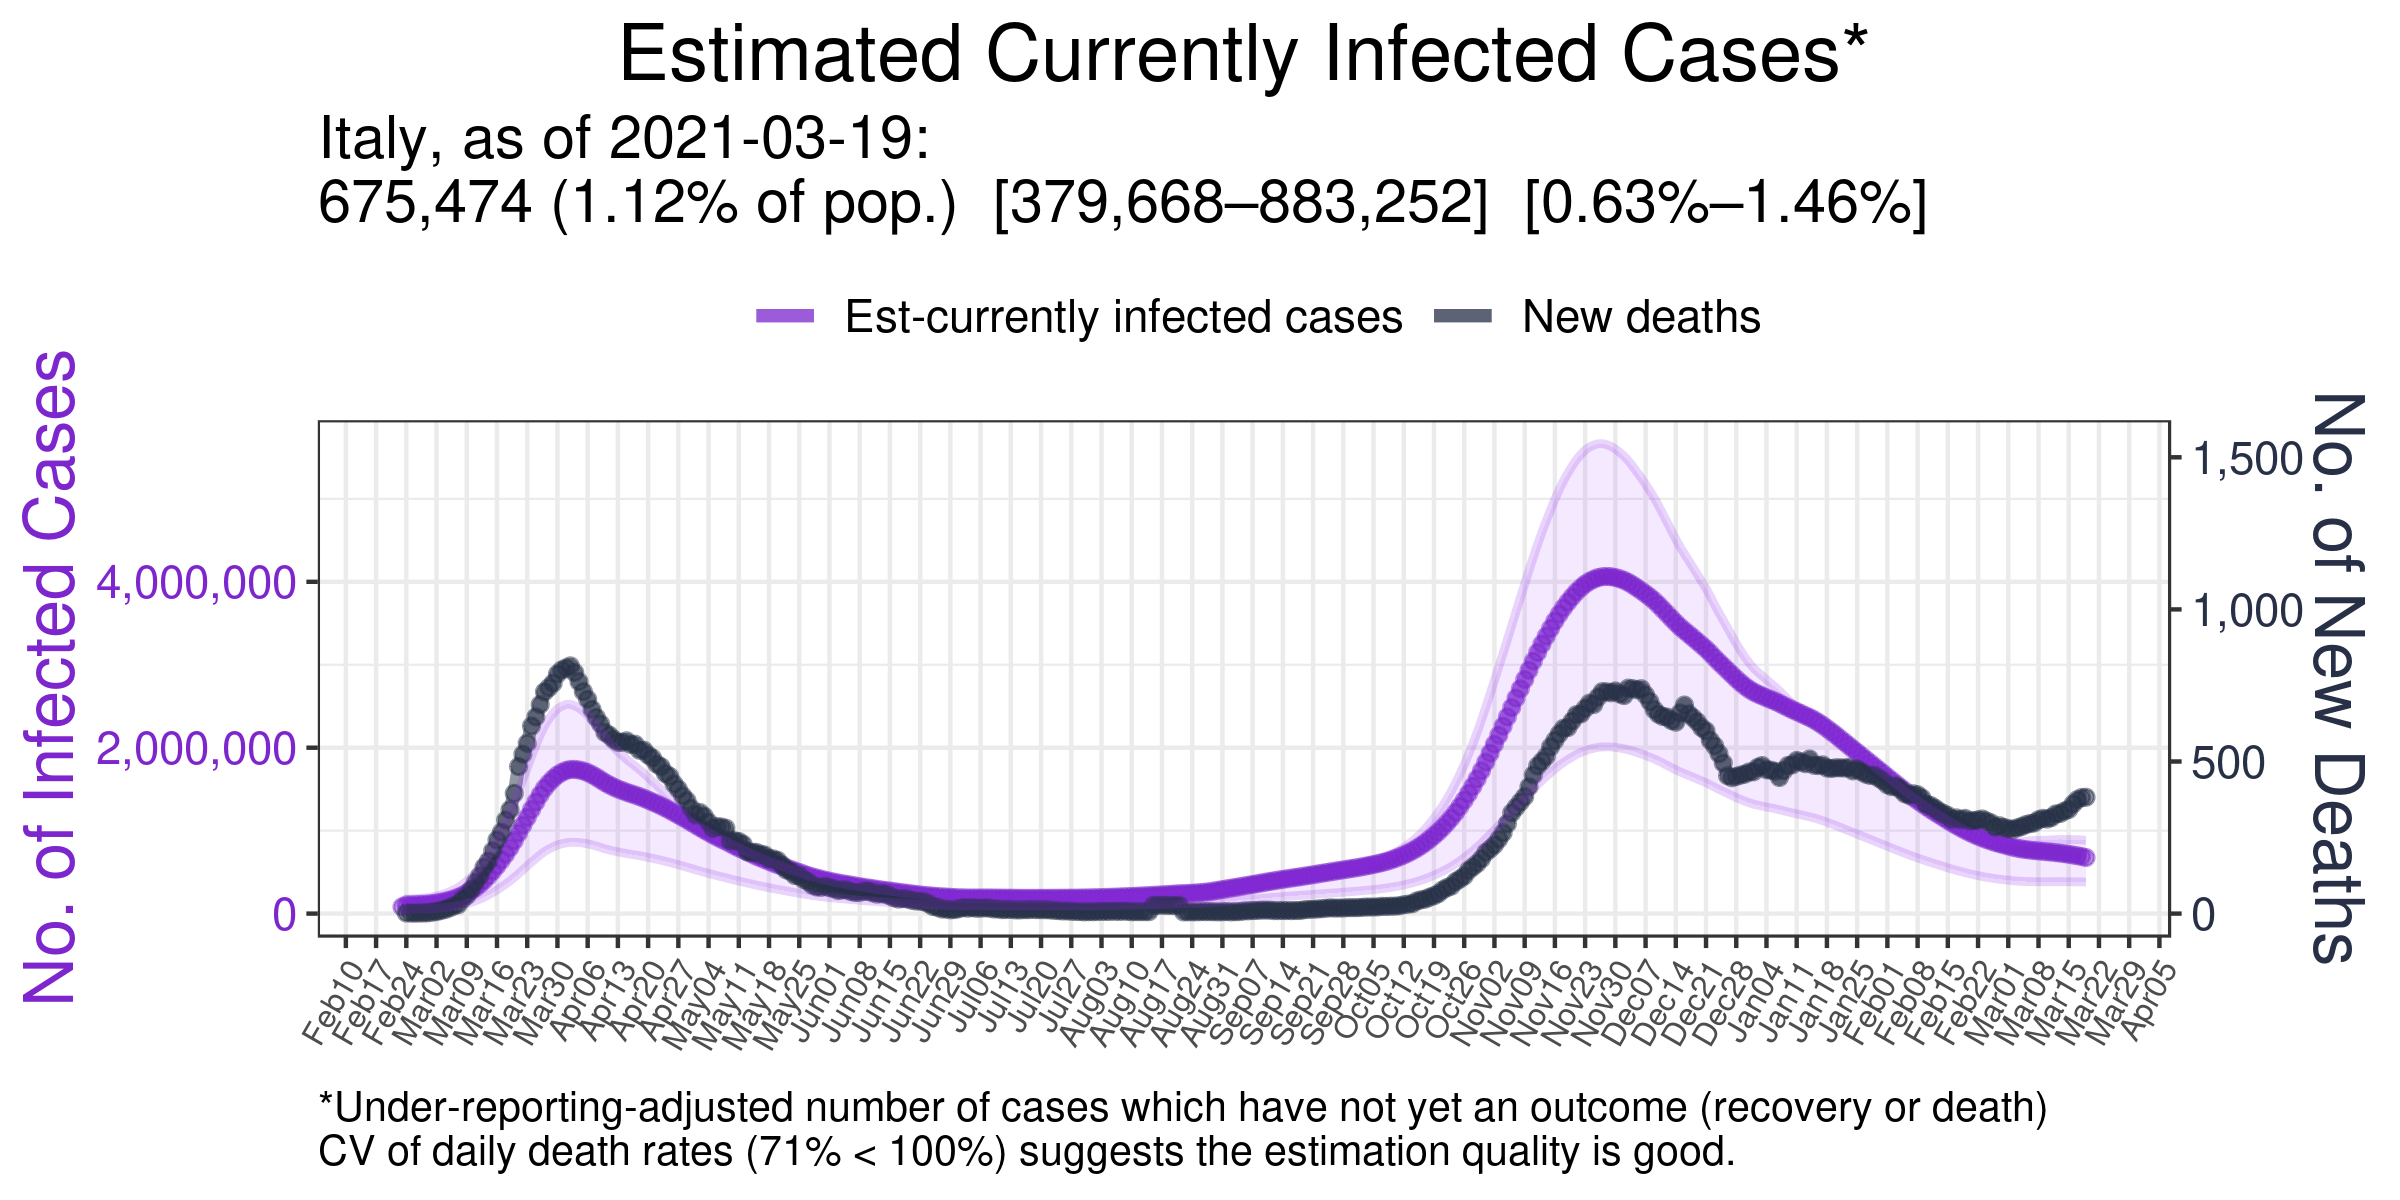 Estimated Currently Infected Cases*
Italy, as of 2021-03-19:
675,474 (1.12% of pop.) [379,668–883,252] [0.63%–1.46%]
Est-currently infected cases
New deaths
No. of Infected Cases
4,000,000
2,000,000
0
1,500
1,000
500
0
No. of New Deaths
Feb10
Feb17
Feb24
Mar02
Mar09
Mar16
Mar23
Mar30
Apr06
Apr13
Apr20
Apr27
May04
May11
May18
May25
Jun01
Jun08
Jun15
Jun22
Jun29
Jul06
Jul13
Jul20
Jul27
Aug03
Aug10
Aug17
Aug24
Aug31
Sep07
Sep14
Sep21
Sep28
Oct05
Oct12
Oct19
Oct26
Nov02
Nov09
Nov16
Nov23
Nov30
Dec07
Dec14
Dec21
Dec28
Jan04
Jan11
Jan18
Jan25
Feb01
Feb08
Feb15
Feb22
Mar01
Mar08
Mar15
Mar22
Mar29
Apr05
*Under-reporting-adjusted number of cases which have not yet an outcome (recovery or death)
CV of daily death rates (71% < 100%) suggests the estimation quality is good.